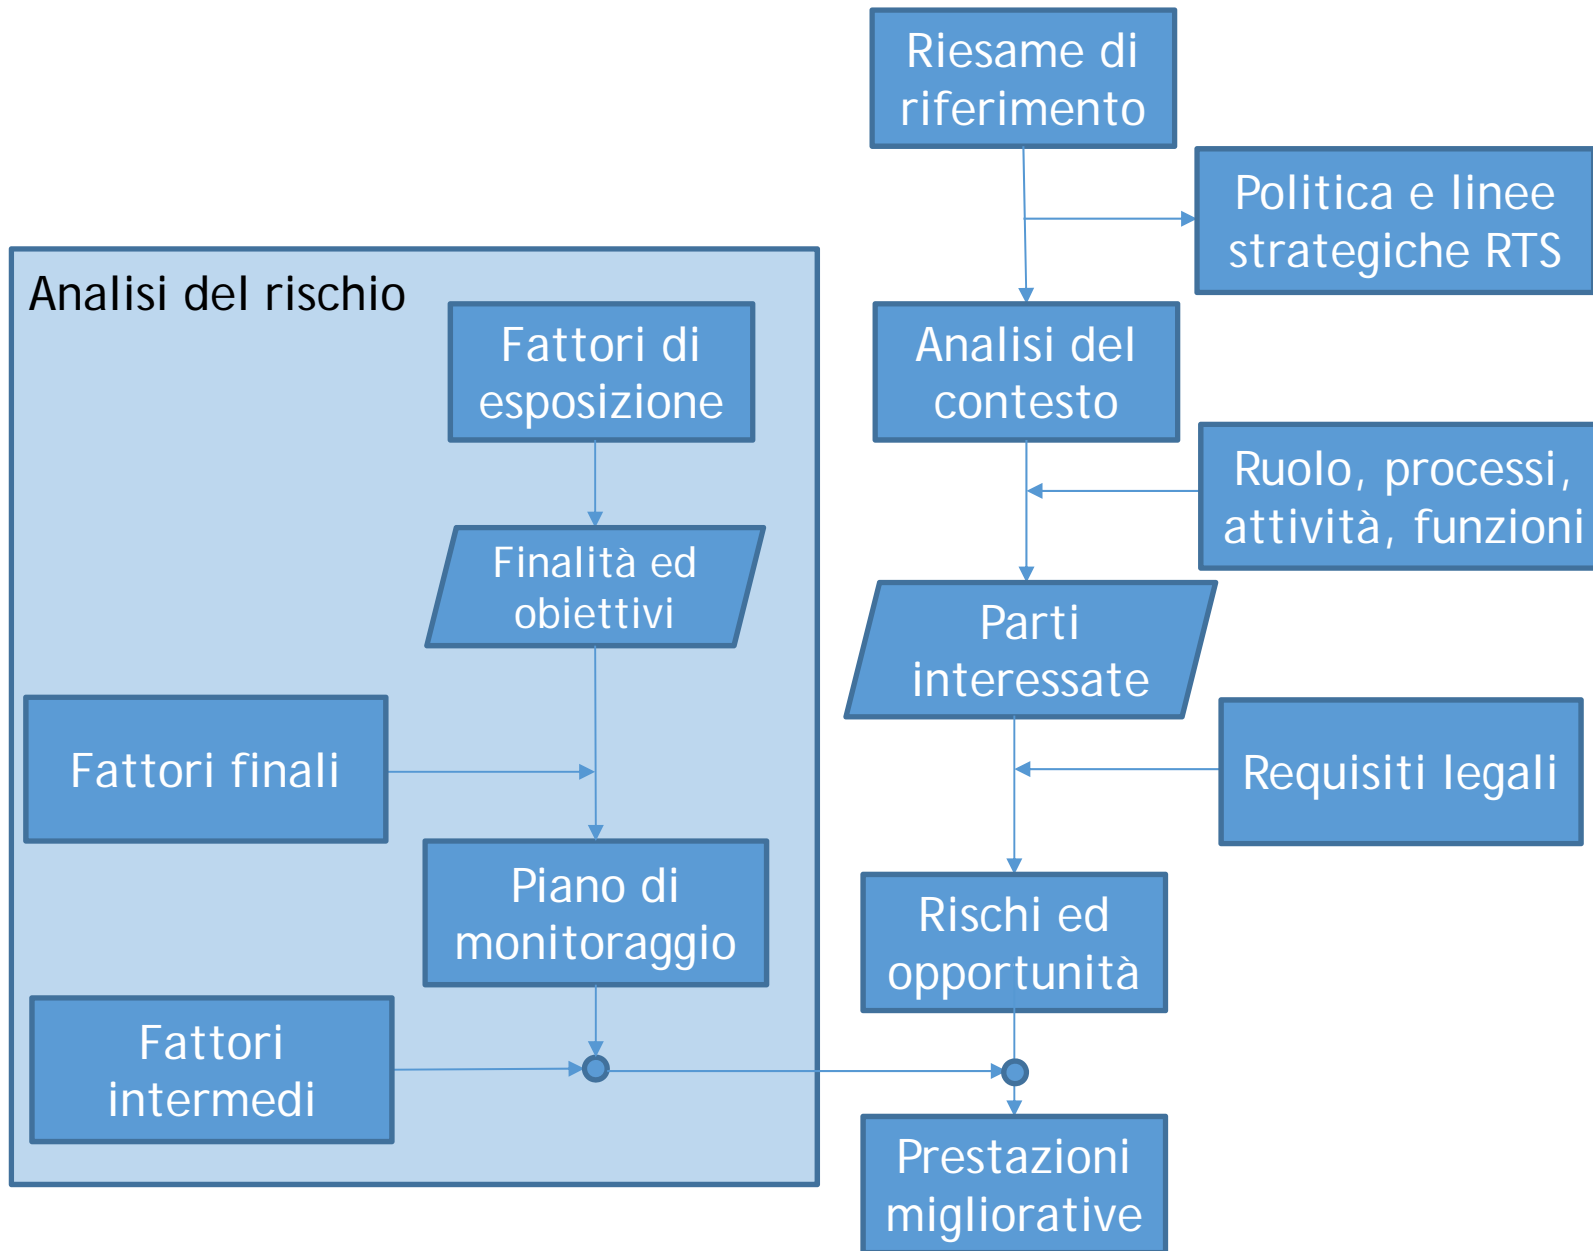 Riesame di
riferimento
Politica e linee
strategiche RTS
Analisi del rischio
Fattori di
esposizione
Analisi del
contesto
Ruolo, processi,
attività, funzioni
Finalità ed
obiettivi
Parti
interessate
Fattori finali
Requisiti legali
Piano di
monitoraggio
Rischi ed
opportunità
Fattori
intermedi
Prestazioni
migliorative